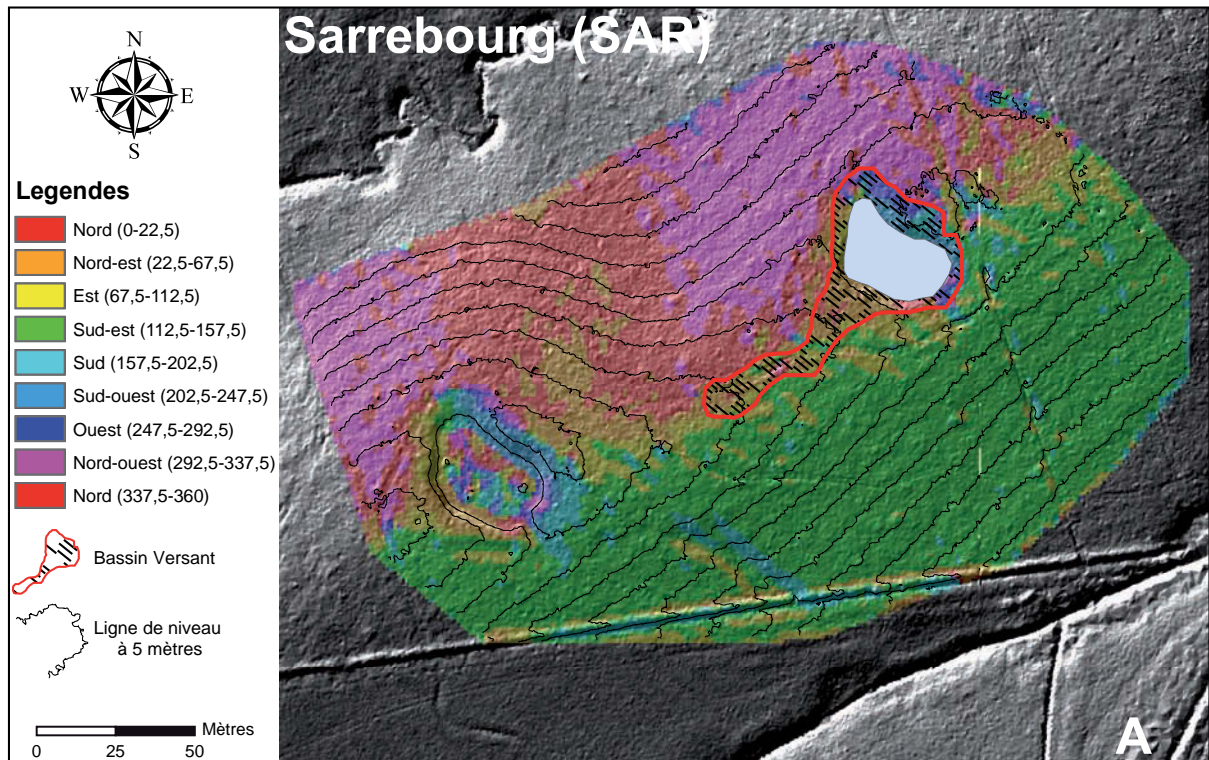 Sarrebourg (SAR)
N
W E
S
Legendes
Nord (0-22,5)
Nord-est (22,5-67,5)
Est (67,5-112,5)
Sud-est (112,5-157,5)
Sud (157,5-202,5)
Sud-ouest (202,5-247,5)
Ouest (247,5-292,5)
Nord-ouest (292,5-337,5)
Nord (337,5-360)
Bassin Versant
Ligne de niveau
à 5 mètres
Mètres
0 25 50
A